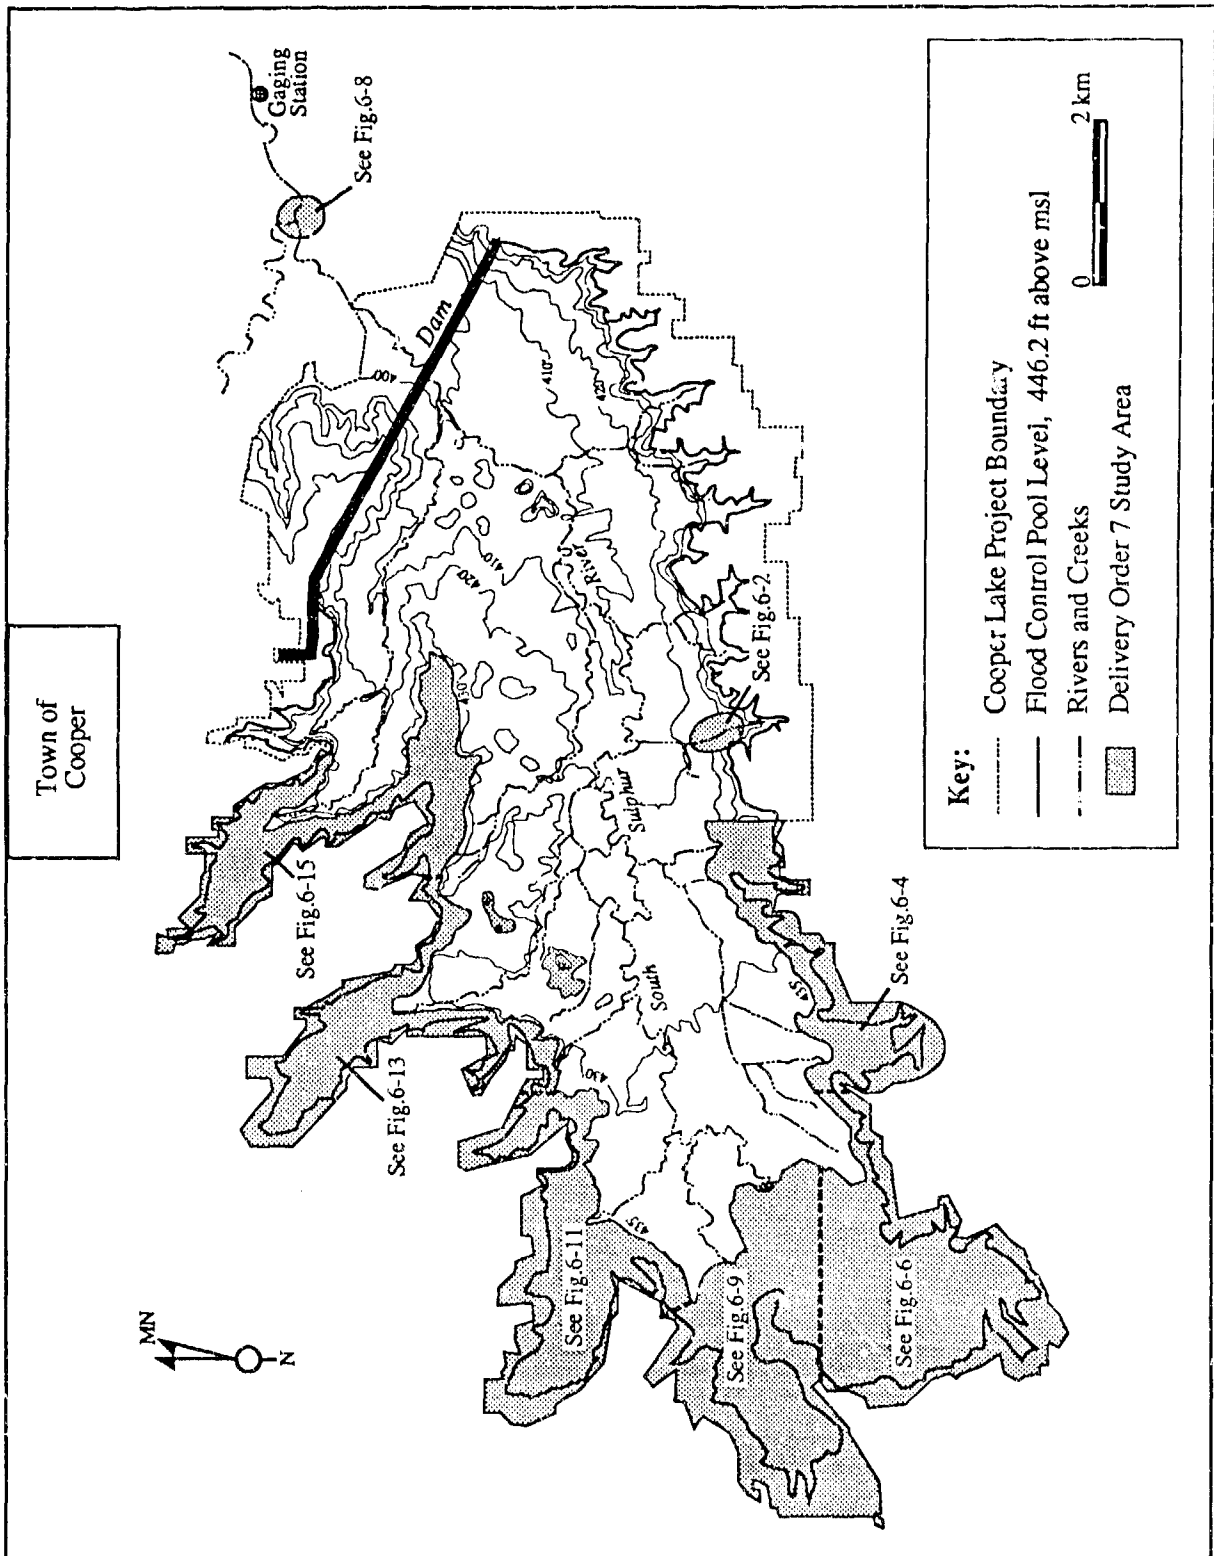 Town of
Cooper
Gaging
Station
See Fig.6-8
Dam
400'
410'
420'
410'
420'
430'
River
Sulphur
South
See Fig.6-2
See Fig.6-15
See Fig.6-13
See Fig.6-4
435'
430'
435'
See Fig.6-11
See Fig.6-9
See Fig.6-6
MN
N
Key:
Cooper Lake Project Boundary
Flood Control Pool Level, 446.2 ft above msl
Rivers and Creeks
Delivery Order 7 Study Area
0
2 km